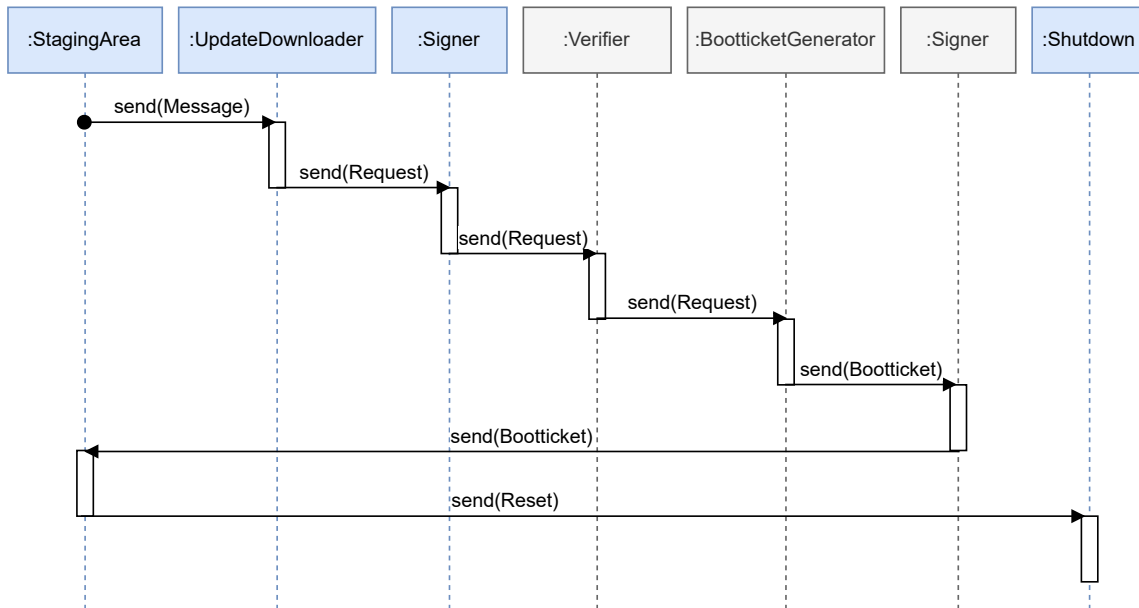 :StagingArea
:UpdateDownloader
:Signer
:Verifier
:BootticketGenerator
:Signer
:Shutdown
send(Message)
send(Request)
send(Request)
send(Request)
send(Bootticket)
send(Bootticket)
send(Reset)